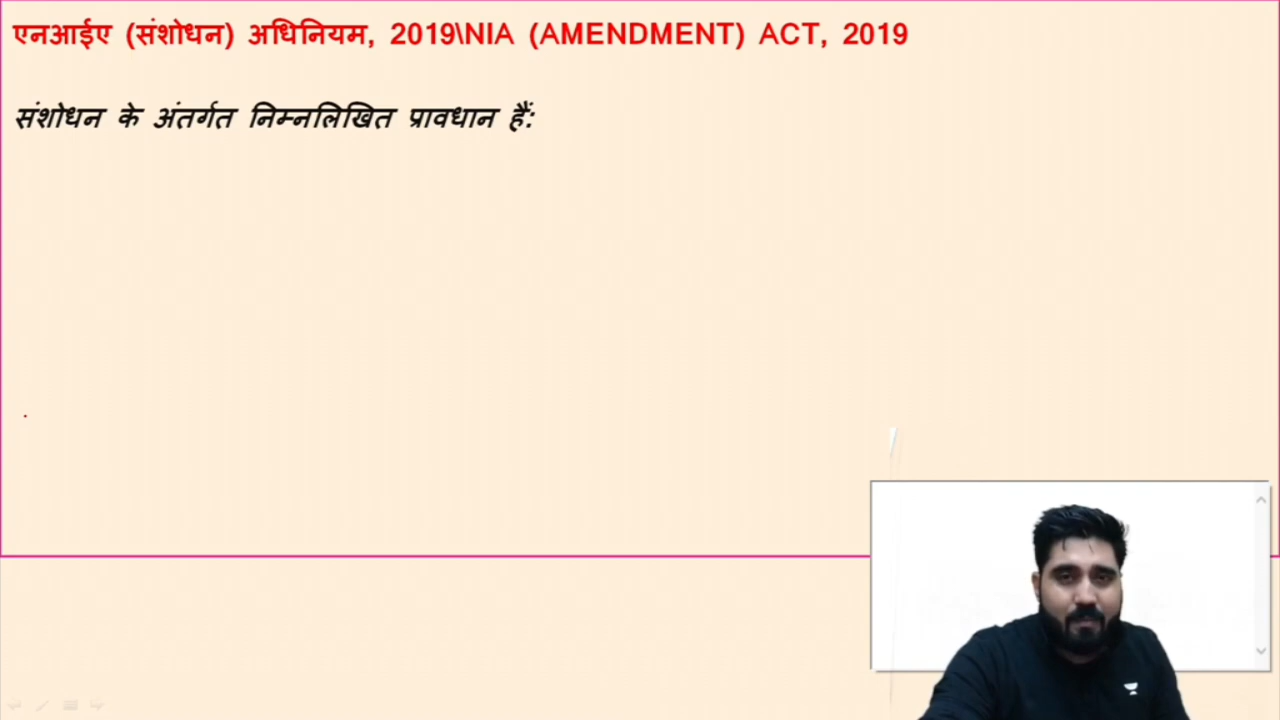 एनआईए (संशोधन) अधिनियम, 2019\NIA (AMENDMENT) ACT, 2019
संशोधन के अंतर्गत निम्नलिखित प्रावधान हैं: